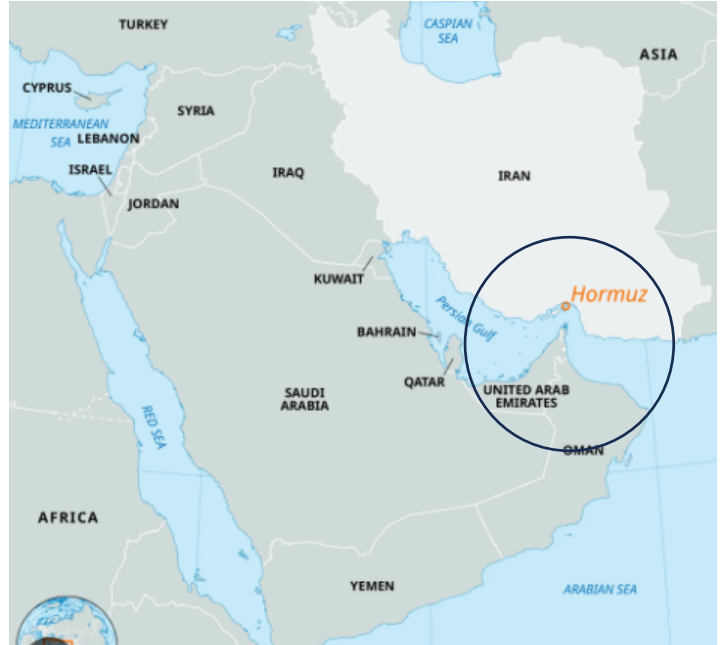 TURKEY
CASPIAN
SEA
ASIA
CYPRUS
SYRIA
MEDITERRANEAN
SEA
LEBANON
ISRAEL
IRAQ
IRAN
JORDAN
KUWAIT
Hormuz
Persian Gulf
BAHRAIN
QATAR
UNITED ARAB
EMIRATES
SAUDI
ARABIA
RED SEA
OMAN
AFRICA
YEMEN
ARABIAN SEA